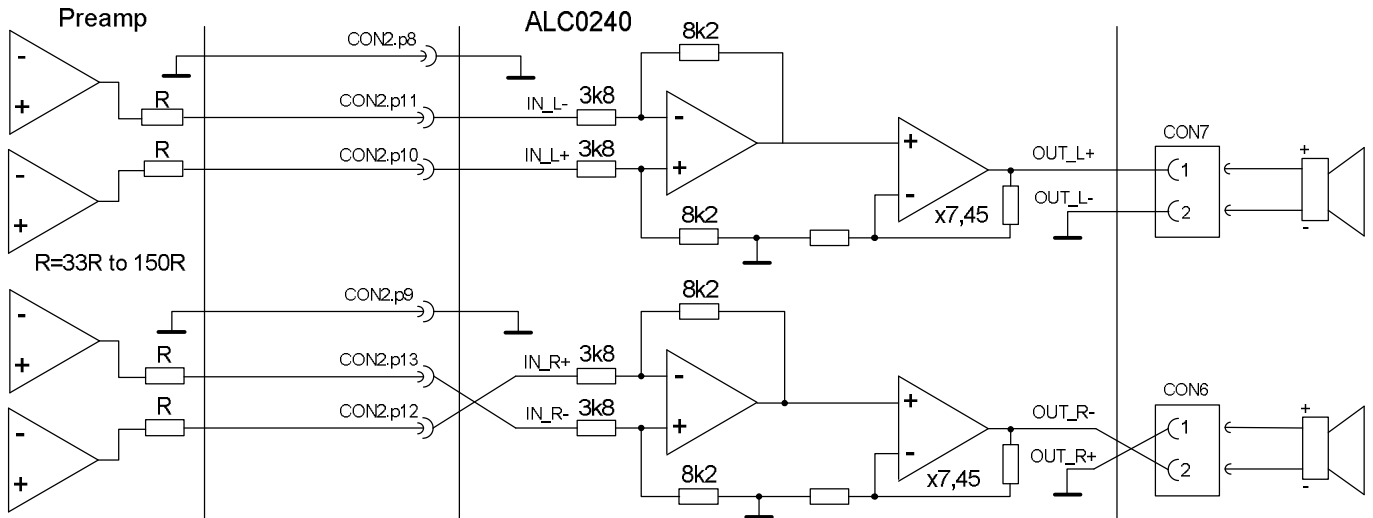 Preamp
ALC0240
CON2.p8
8k2
R
CON2.p11
IN_L-
3k8
-
+
-
+
CON7
R
CON2.p10
IN_L+
3k8
-
+
+
-
x7,45
OUT_L+
OUT_L-
1
2
+
-
8k2
R=33R to 150R
CON2.p9
8k2
-
+
R
CON2.p13
IN_R+
3k8
-
+
+
-
x7,45
CON6
R
CON2.p12
IN_R-
3k8
-
+
OUT_R-
OUT_R+
1
2
+
-
8k2